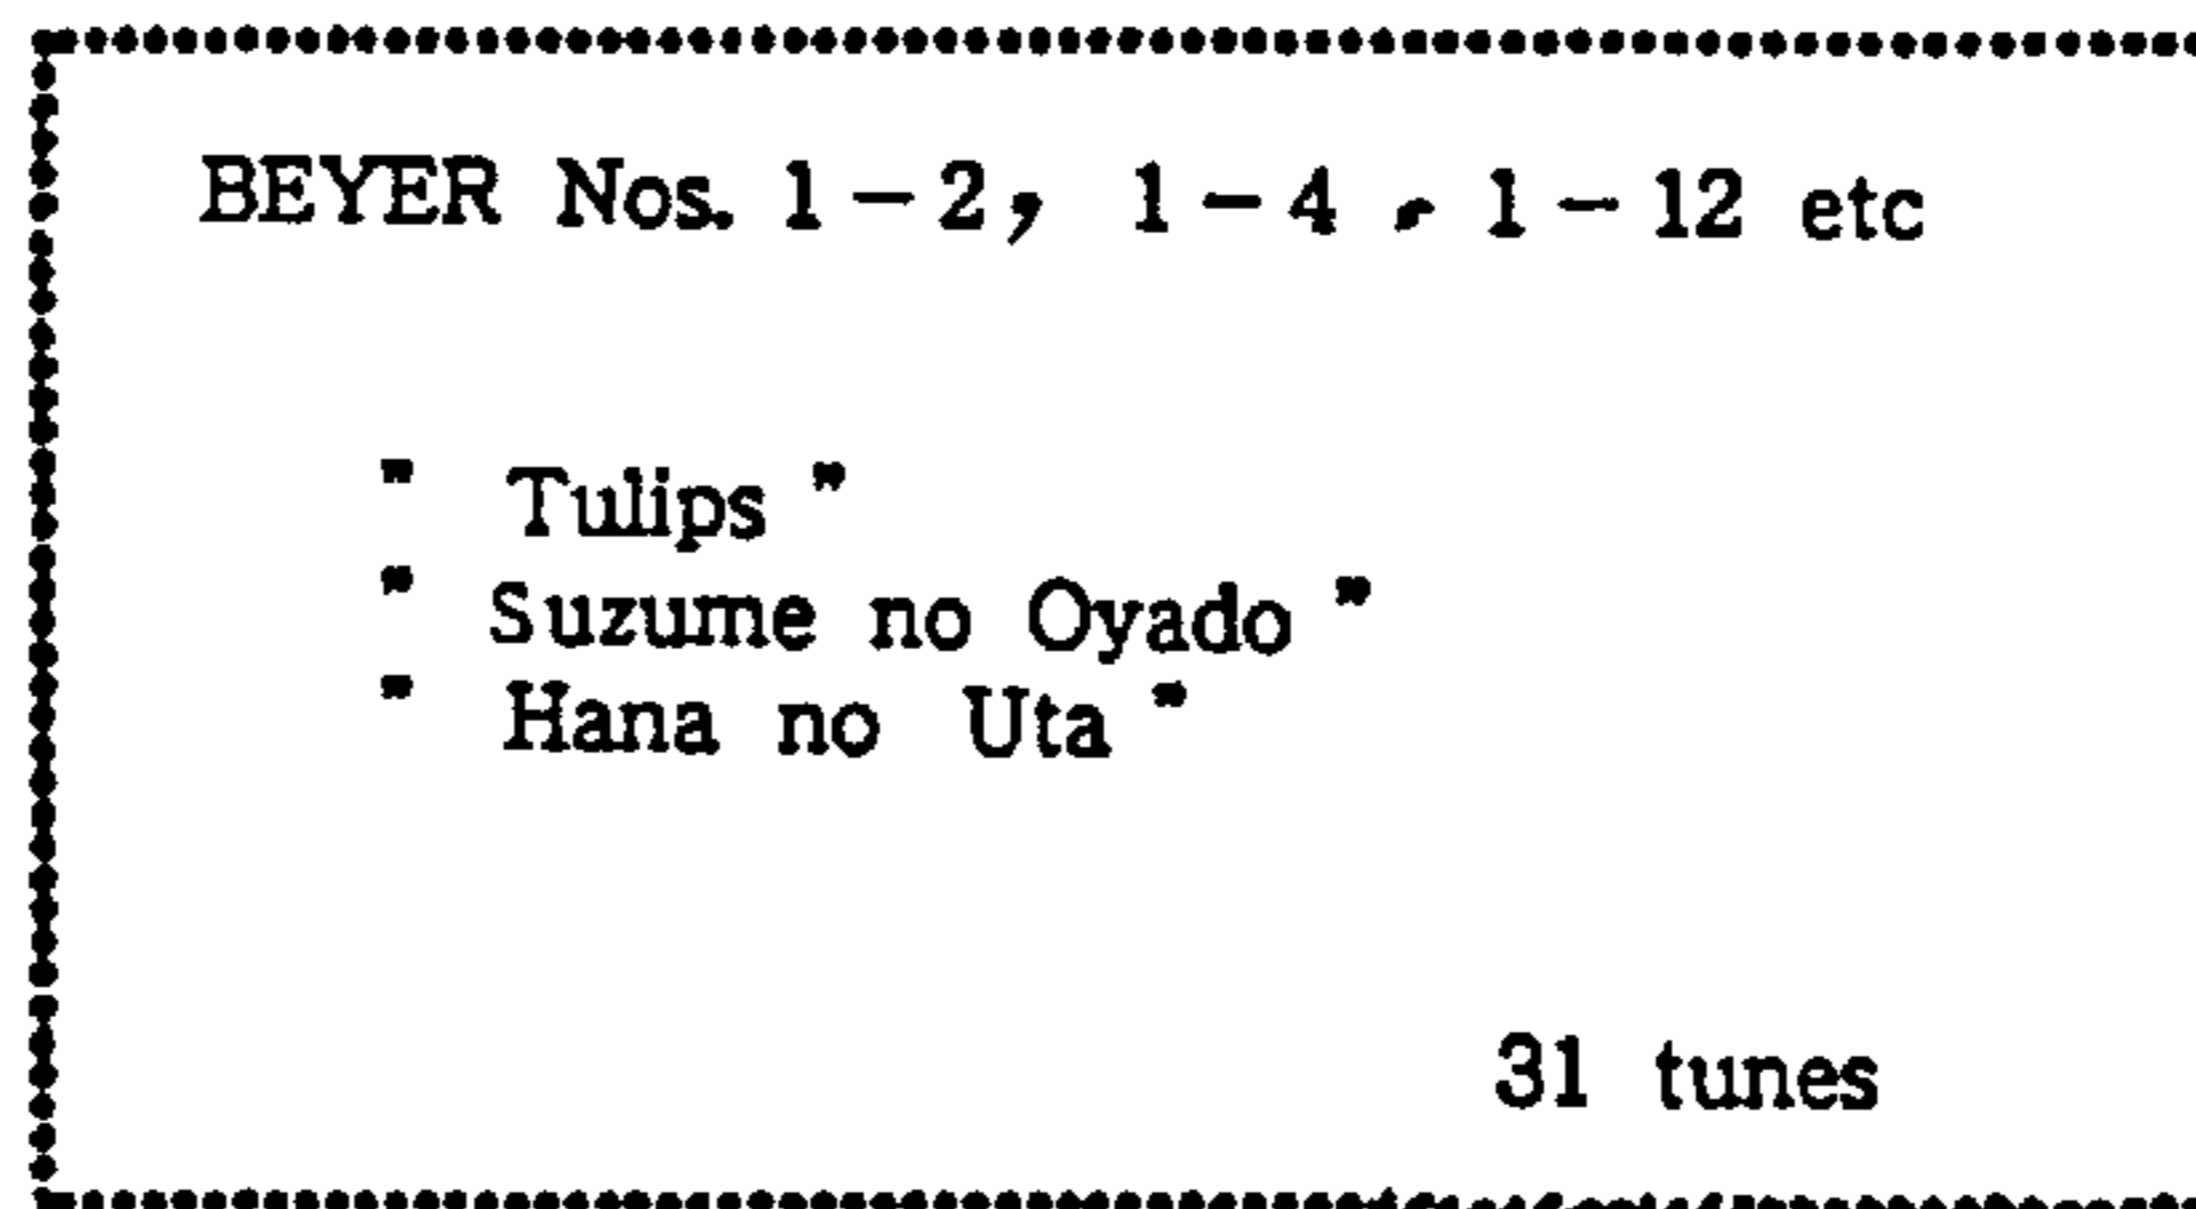 BEYER Nos. 1-2, 1-4, 1-12 etc
" Tulips "
" Suzume no Oyado "
" Hana no Uta "
31 tunes